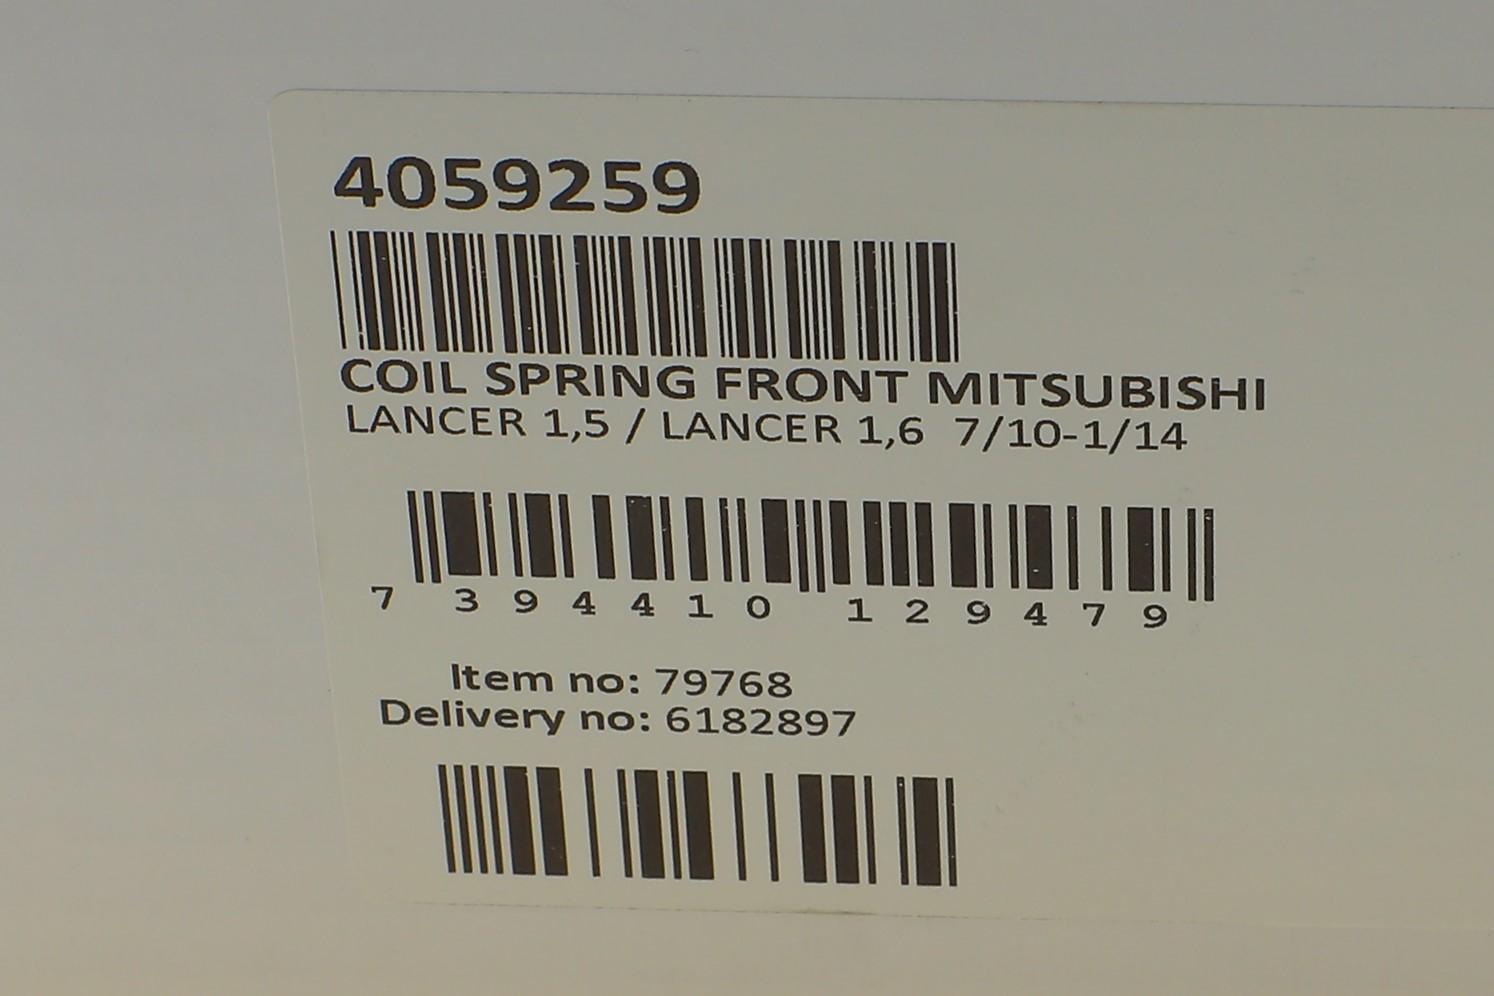 4059259
COIL SPRING FRONT MITSUBISHI
LANCER 1,5 / LANCER 1,6  7/10-1/14
7 394410 129479
Item no: 79768
Delivery no: 6182897